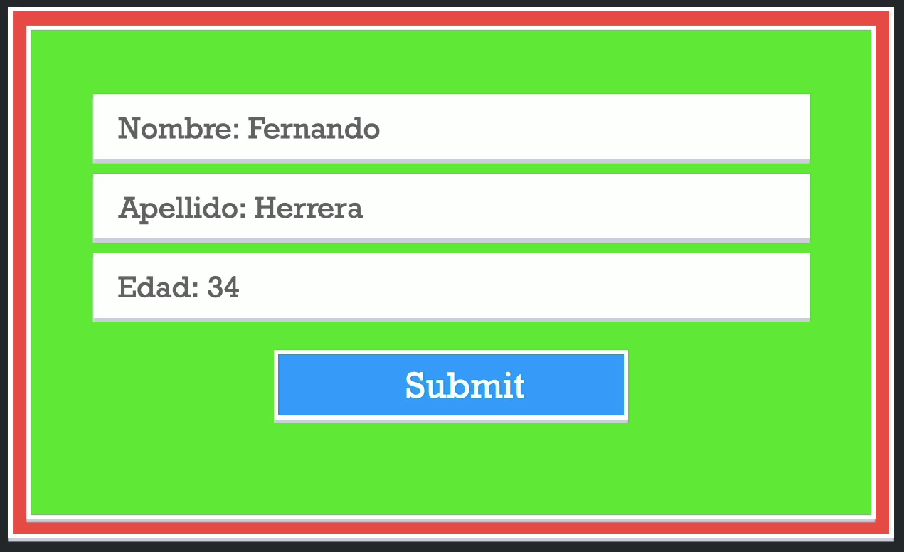 Nombre: Fernando
Apellido: Herrera
Edad: 34
Submit